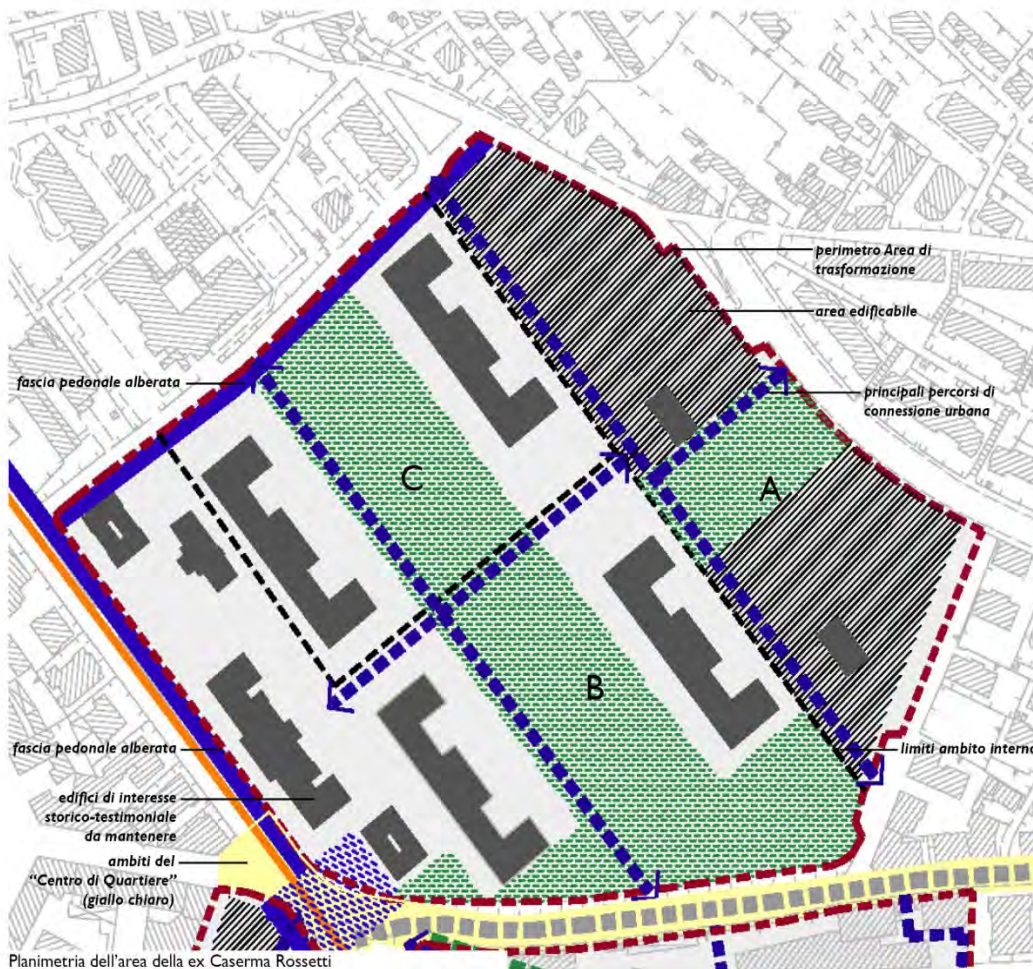 perimetro Area di
trasformazione
area edificabile
fascia pedonale alberata
principali percorsi di
connessione urbana
C
A
B
fascia pedonale alberata
limiti ambito interno
edifici di interesse
storico-testimoniale
da mantenere
ambiti del
"Centro di Quartiere"
(giallo chiaro)
Planimetria dell'area della ex Caserma Rossetti